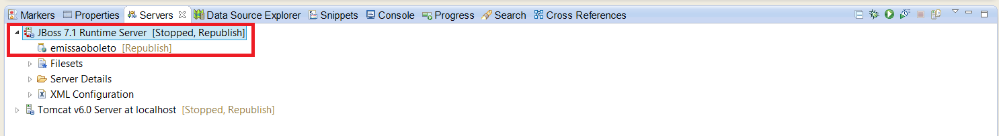 Markers Properties Servers Data Source Explorer Snippets Console Progress Search Cross References
JBoss 7.1 Runtime Server [Stopped, Republish]
emissaoboleto [Republish]
Filesets
Server Details
XML Configuration
Tomcat v6.0 Server at localhost [Stopped, Republish]